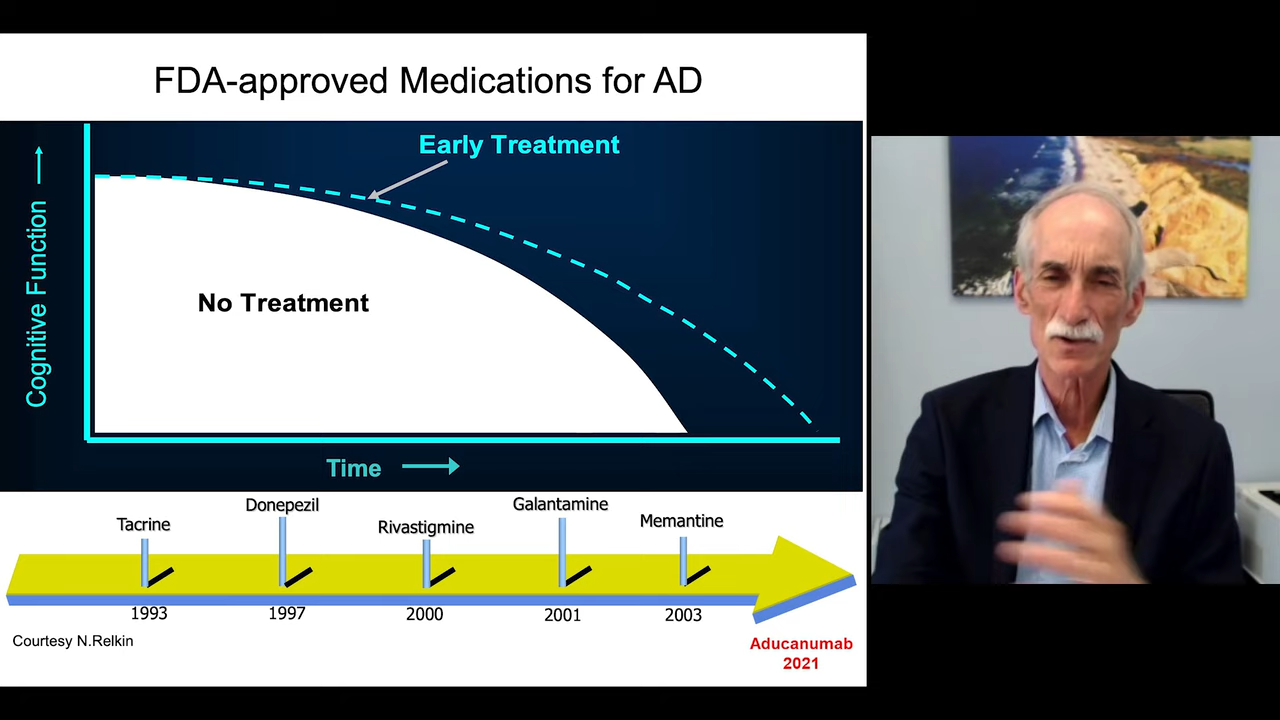 FDA-approved Medications for AD
Early Treatment
Cognitive Function
No Treatment
Time
Tacrine
Donepezil
Rivastigmine
Galantamine
Memantine
1993
1997
2000
2001
2003
Courtesy N.Relkin
Aducanumab
2021